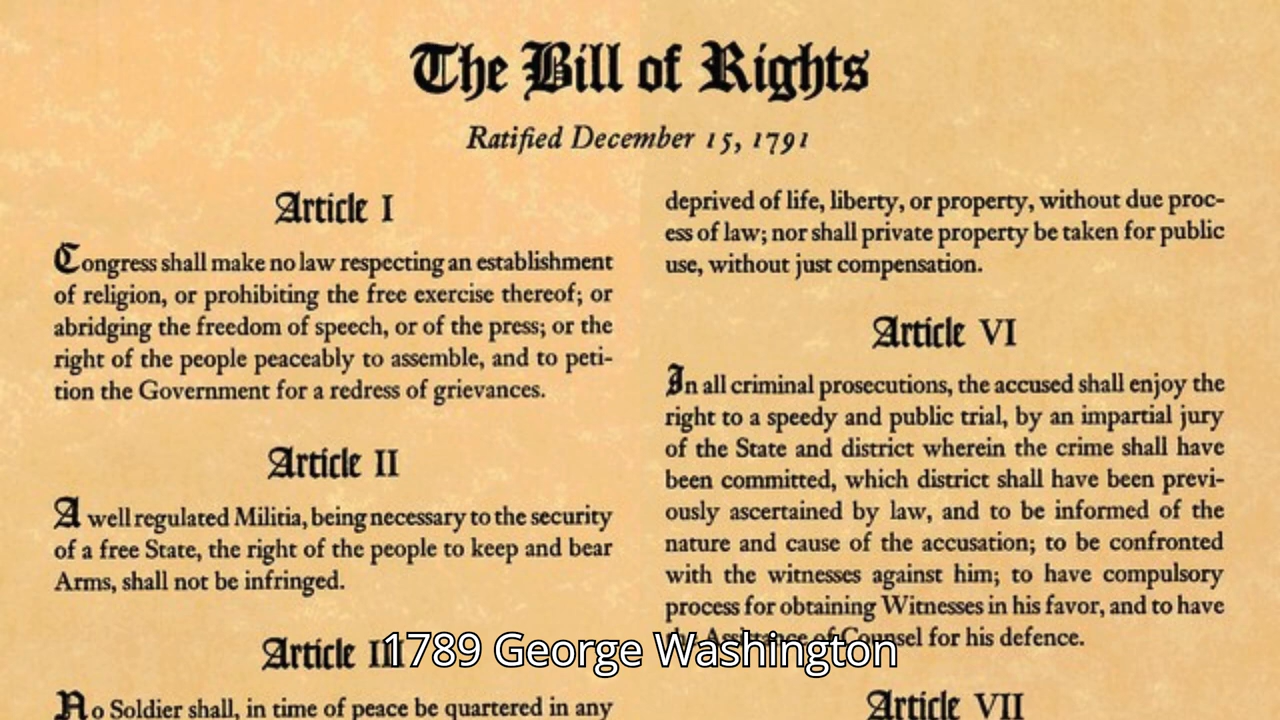 The Bill of Rights
Ratified December 15, 1791
Article I
Congress shall make no law respecting an establishment
of religion, or prohibiting the free exercise thereof; or
abridging the freedom of speech, or of the press; or the
right of the people peaceably to assemble, and to peti-
tion the Government for a redress of grievances.
Article II
A well regulated Militia, being necessary to the security
of a free State, the right of the people to keep and bear
Arms, shall not be infringed.
Article III
No Soldier shall, in time of peace be quartered in any
deprived of life, liberty, or property, without due proc-
ess of law; nor shall private property be taken for public
use, without just compensation.
Article VI
In all criminal prosecutions, the accused shall enjoy the
right to a speedy and public trial, by an impartial jury
of the State and district wherein the crime shall have
been committed, which district shall have been previ-
ously ascertained by law, and to be informed of the
nature and cause of the accusation; to be confronted
with the witnesses against him; to have compulsory
process for obtaining Witnesses in his favor, and to have
the Assistance of Counsel for his defence.
Article VII
1789 George Washington